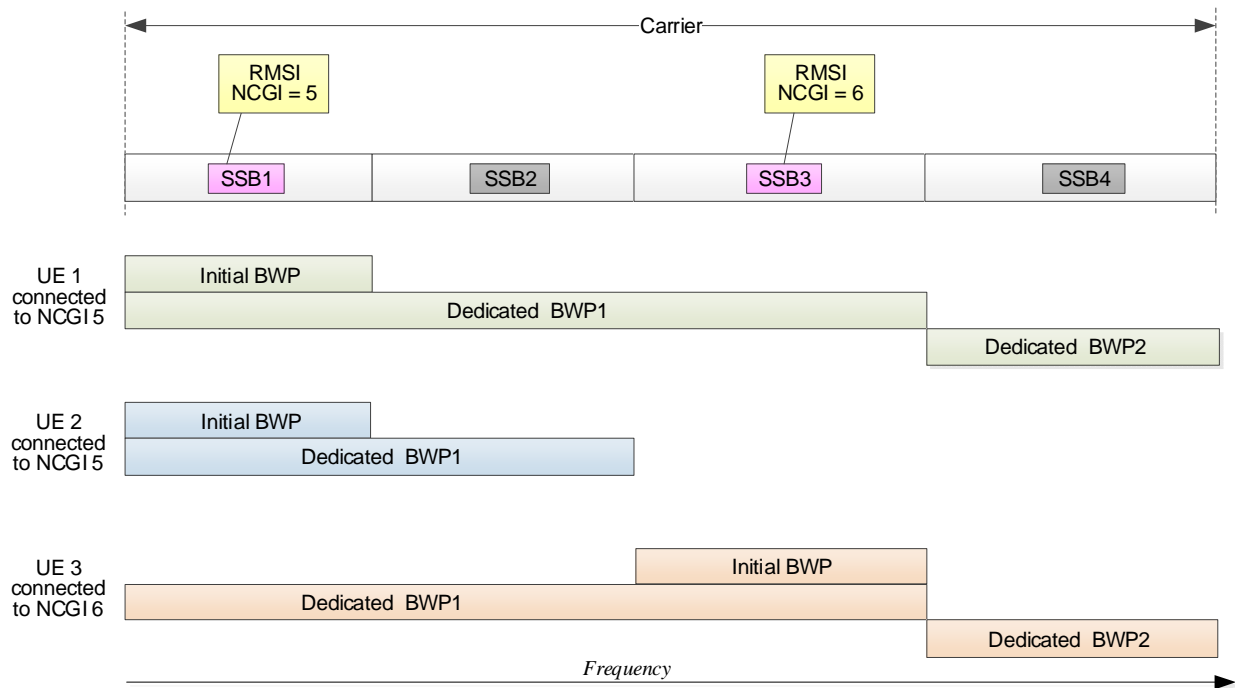 Carrier
RMSI
NCGI = 5
RMSI
NCGI = 6
SSB1
SSB2
SSB3
SSB4
UE 1
connected
to NCGI 5
Initial BWP
Dedicated BWP1
Dedicated BWP2
UE 2
connected
to NCGI 5
Initial BWP
Dedicated BWP1
UE 3
connected
to NCGI 6
Initial BWP
Dedicated BWP1
Dedicated BWP2
Frequency